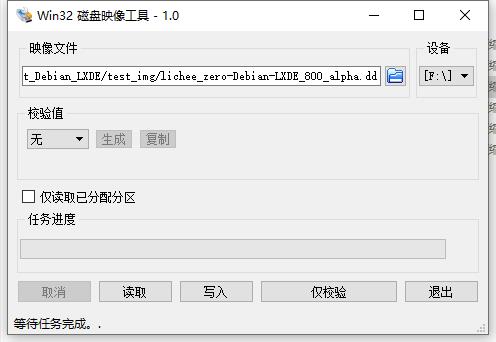 Win32 磁盘映像工具 - 1.0
映像文件
设备
t_Debian_LXDE/test_img/lichee_zero-Debian-LXDE_800_alpha.dd
[F:\]
校验值
无
生成
复制
仅读取已分配分区
任务进度
取消
读取
写入
仅校验
退出
等待任务完成。.